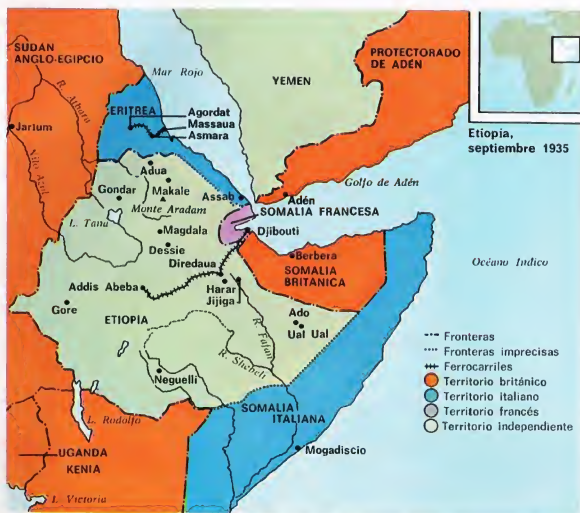 SUDAN
ANGLO-EGIPCIO
Mar Rojo
YEMEN
PROTECTORADO
DE ADÉN
Etiopía,
septiembre 1935
R. Atbara
ERITREA
Agordat
Massaua
Asmara
Jartum
Nilo Azul
Adua
Makale
Gondar
Monte Aradam
Assab
Adén
Golfo de Adén
SOMALIA FRANCESA
L. Tana
Magdala
Djibouti
Dessie
Diredaua
Berbera
SOMALIA
BRITANICA
Océano Indico
Addis Abeba
Harar
Jijiga
Gore
ETIOPIA
Ado
Ual Ual
R. Fafan
R. Shebeli
Neguelli
SOMALIA
ITALIANA
L. Rodolfo
UGANDA
KENIA
Mogadiscio
L. Victoria
Fronteras
Fronteras imprecisas
Ferrocarriles
Territorio británico
Territorio italiano
Territorio francés
Territorio independiente